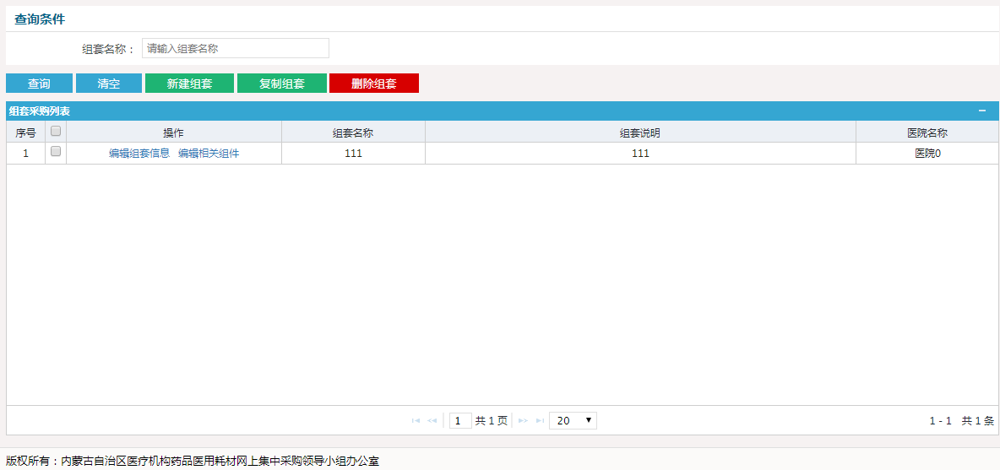 查询条件
组套名称： 请输入组套名称
查询 清空 新建组套 复制组套 删除组套
组套采购列表
序号 操作 组套名称 组套说明 医院名称
1 编辑组套信息 编辑相关组件 111 111 医院0
1 共 1 页 20 1 - 1 共 1 条
版权所有：内蒙古自治区医疗机构药品医用耗材网上集中采购领导小组办公室